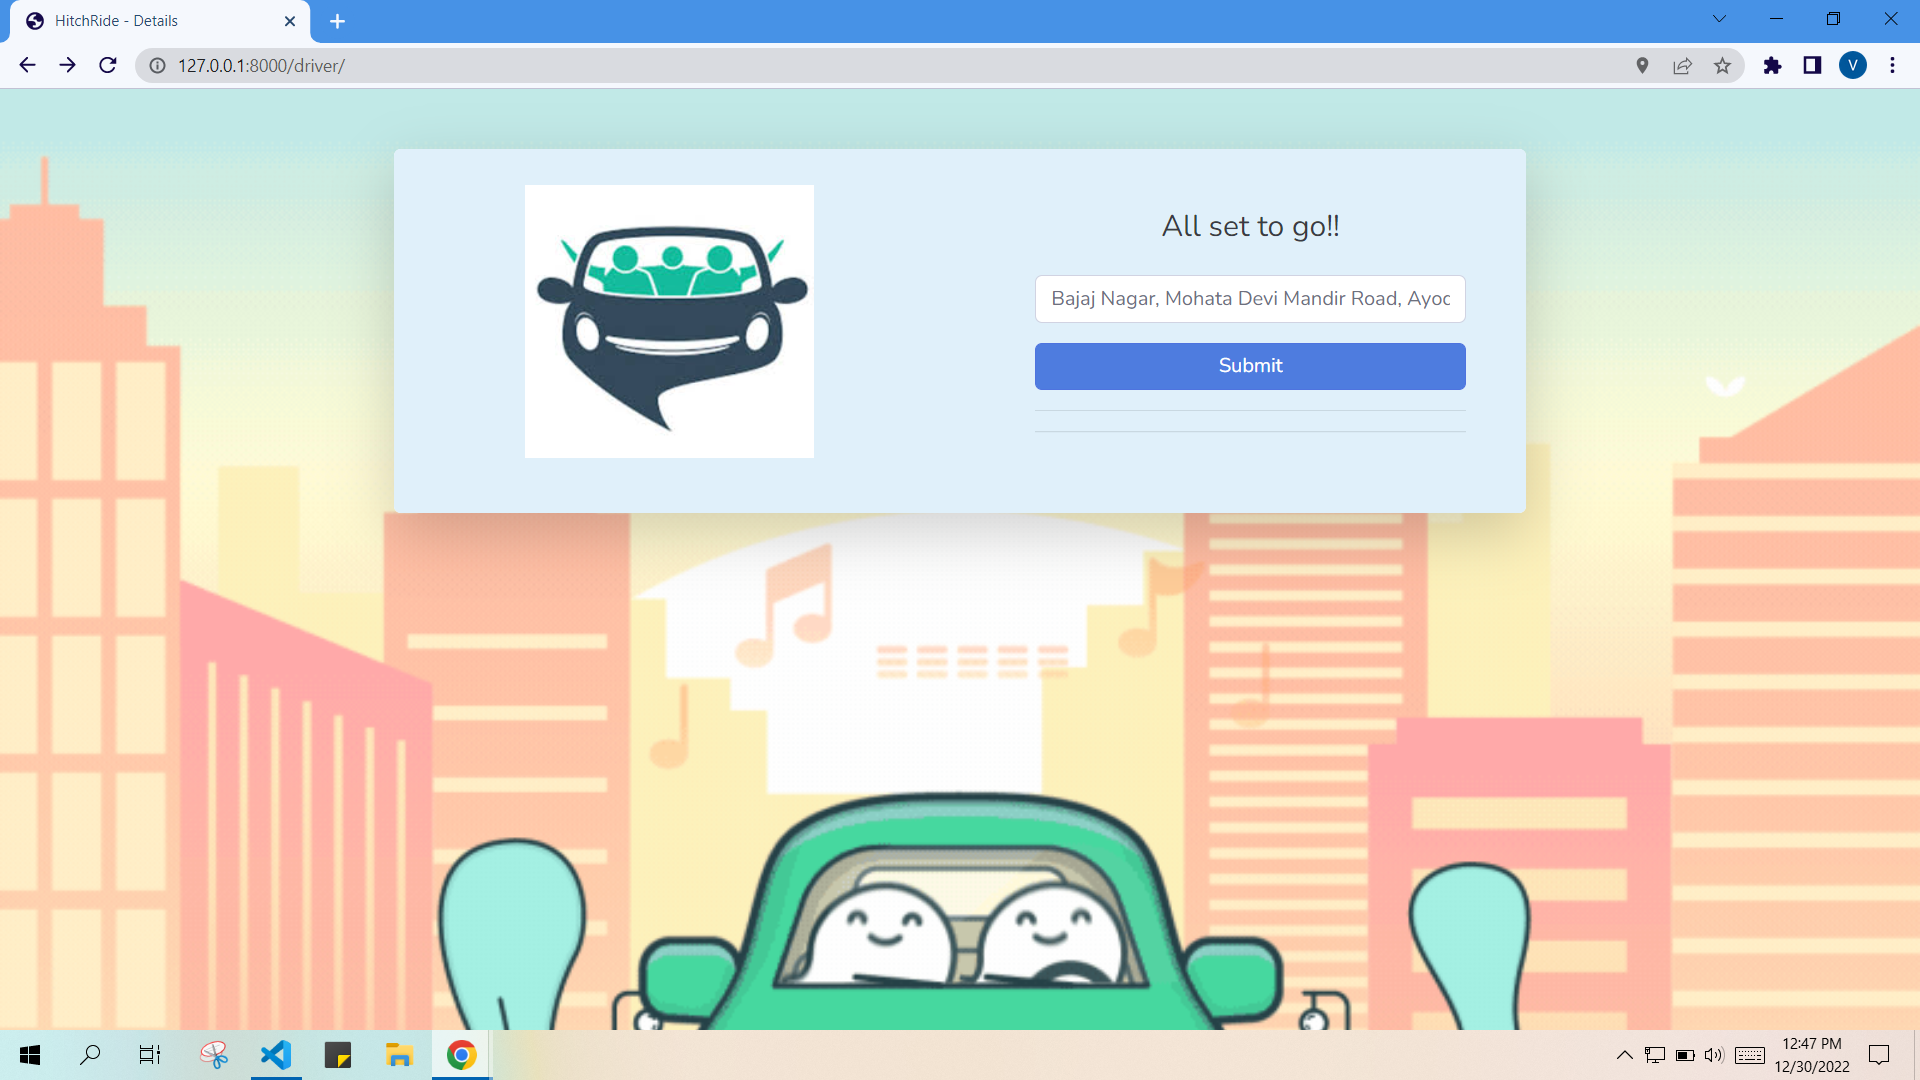 HitchRide - Details
127.0.0.1:8000/driver/
V
All set to go!!
Bajaj Nagar, Mohata Devi Mandir Road, Ayoc
Submit
12:47 PM
12/30/2022